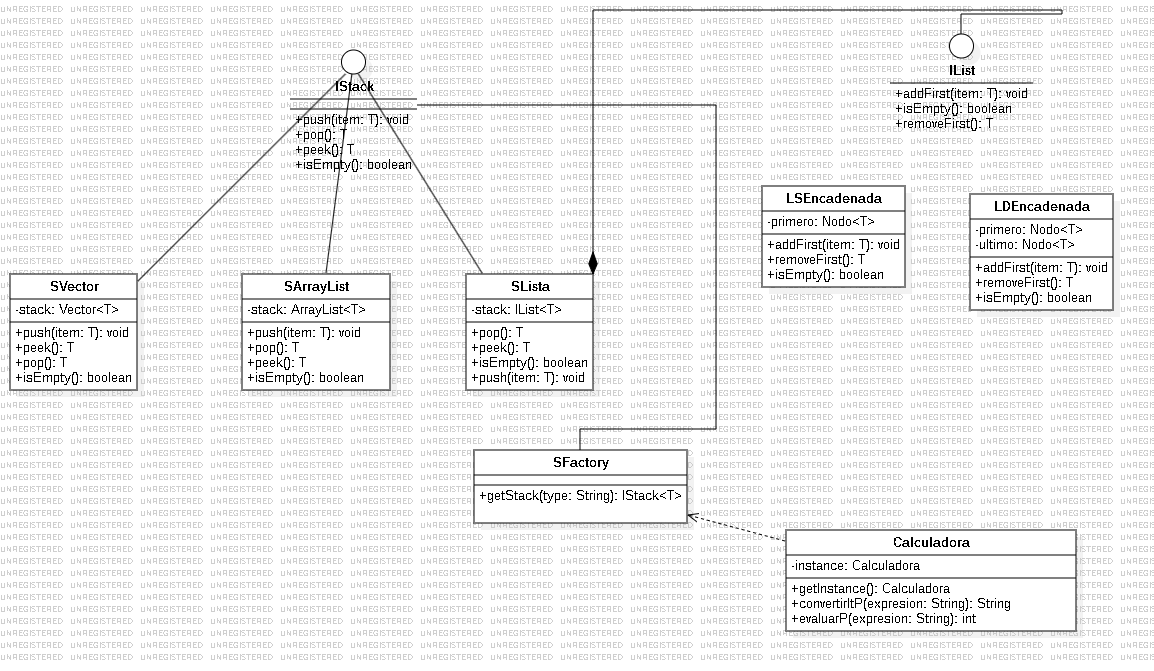 IStack
+push(item: T): void
+pop(): T
+peek(): T
+isEmpty(): boolean
IList
+addFirst(item: T): void
+isEmpty(): boolean
+removeFirst(): T
LSEncadenada
-primero: Nodo<T>
+addFirst(item: T): void
+removeFirst(): T
+isEmpty(): boolean
LDEncadenada
-primero: Nodo<T>
-ultimo: Nodo<T>
+addFirst(item: T): void
+removeFirst(): T
+isEmpty(): boolean
SVector
-stack: Vector<T>
+push(item: T): void
+peek(): T
+pop(): T
+isEmpty(): boolean
SArrayList
-stack: ArrayList<T>
+push(item: T): void
+pop(): T
+peek(): T
+isEmpty(): boolean
SLista
-stack: IList<T>
+pop(): T
+peek(): T
+isEmpty(): boolean
+push(item: T): void
SFactory
+getStack(type: String): IStack<T>
Calculadora
-instance: Calculadora
+getInstance(): Calculadora
+convertirItP(expresion: String): String
+evaluarP(expresion: String): int
UNREGISTERED